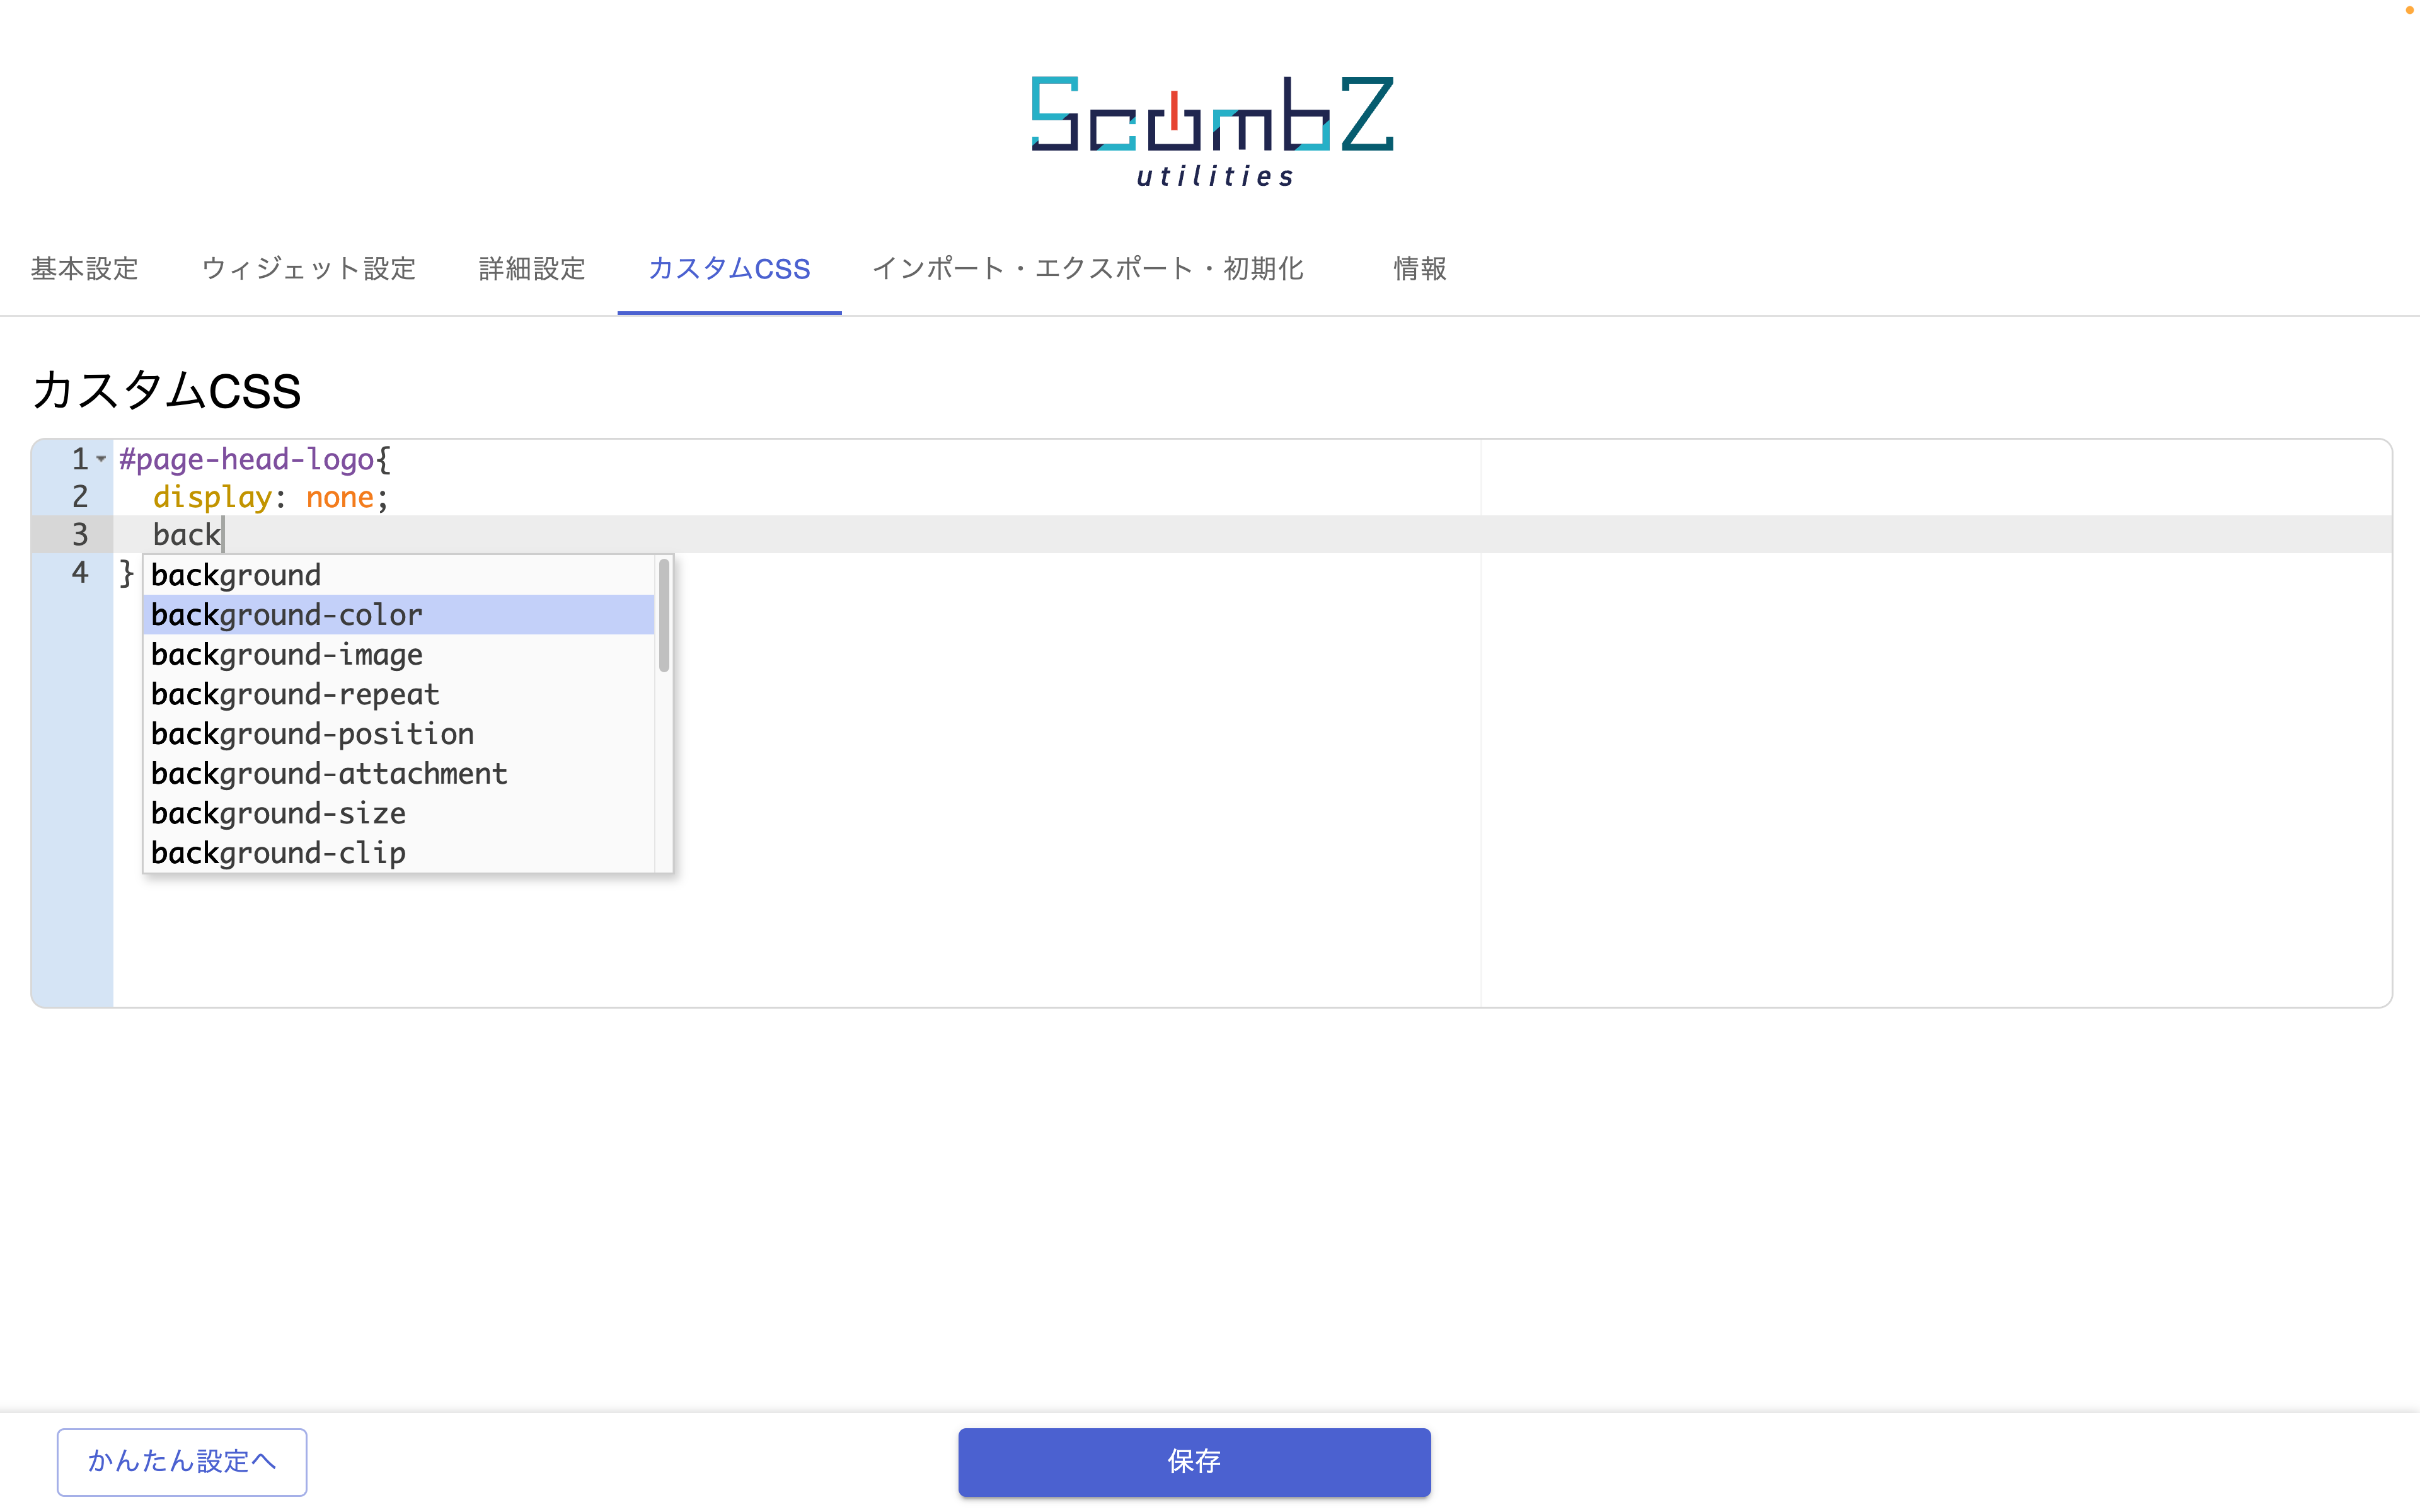 ScombZ
utilities
基本設定 ウィジェット設定 詳細設定 カスタムCSS インポート・エクスポート・初期化 情報
カスタムCSS
1 #page-head-logo{
2 display: none;
3 back
4 }
background
background-color
background-image
background-repeat
background-position
background-attachment
background-size
background-clip
かんたん設定へ 保存